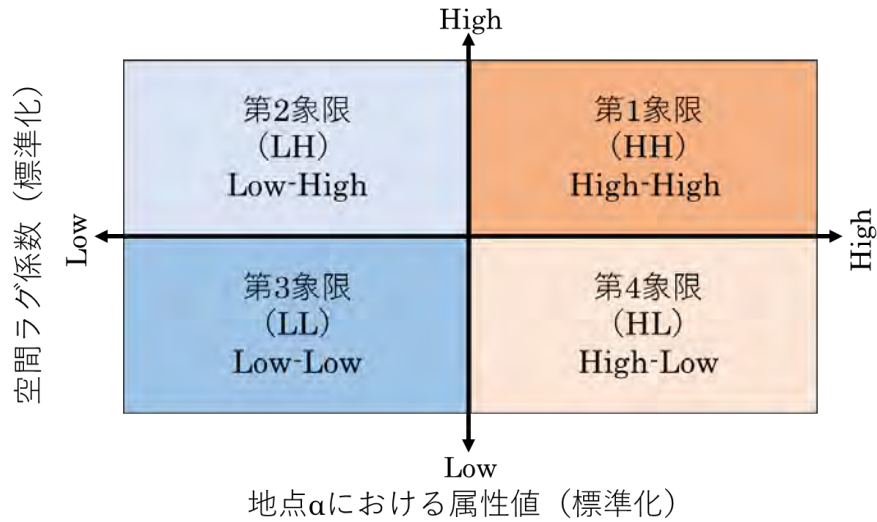 High
第2象限
(LH)
Low-High
第1象限
(HH)
High-High
Low
High
第3象限
(LL)
Low-Low
第4象限
(HL)
High-Low
Low
空間ラグ係数（標準化）
地点αにおける属性値（標準化）